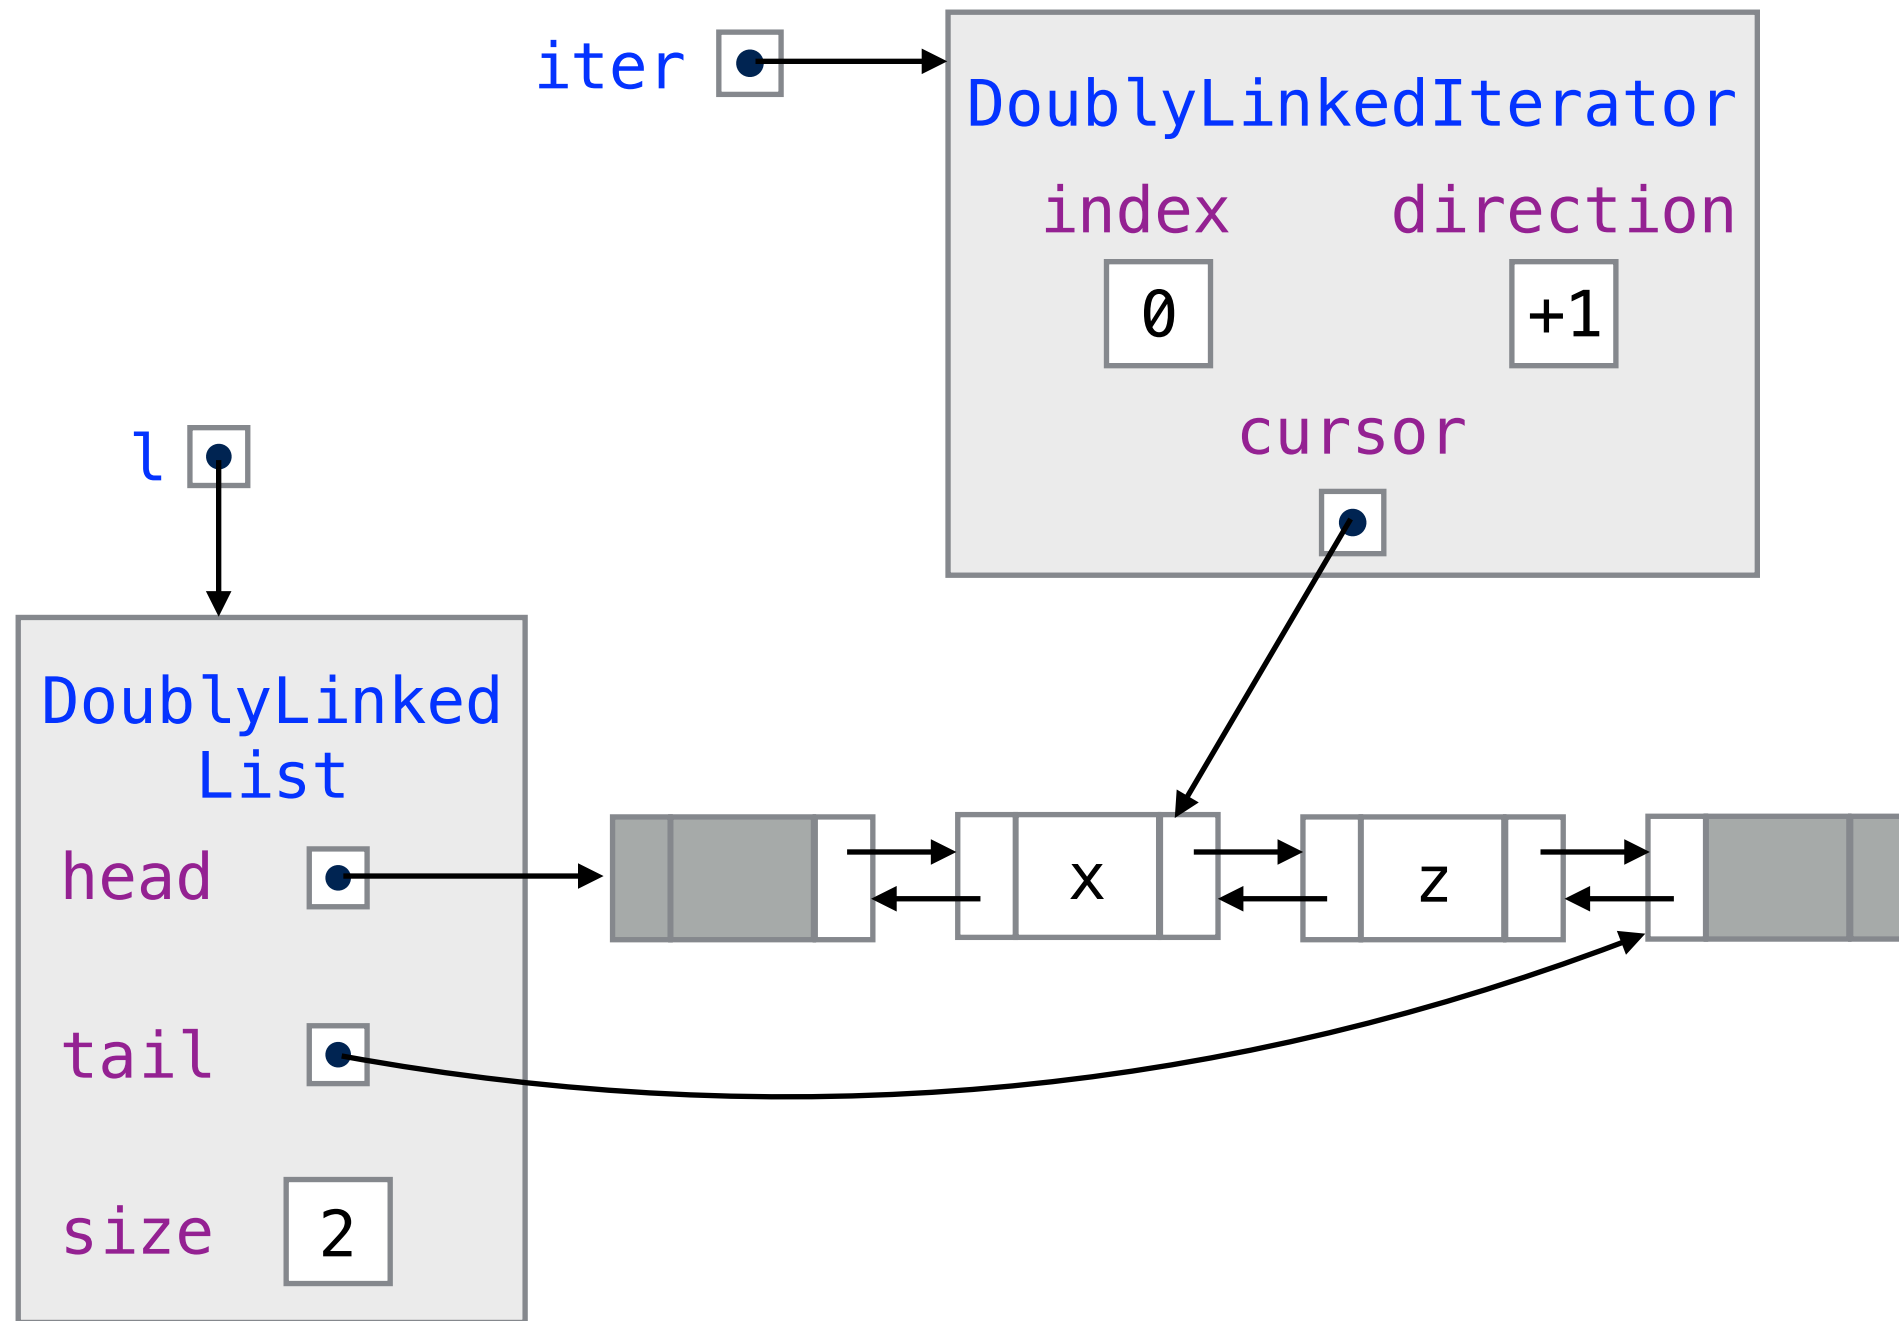 iter
DoublyLinkedIterator
index direction
0 +1
cursor
l
DoublyLinked
List
head
x z
tail
size 2